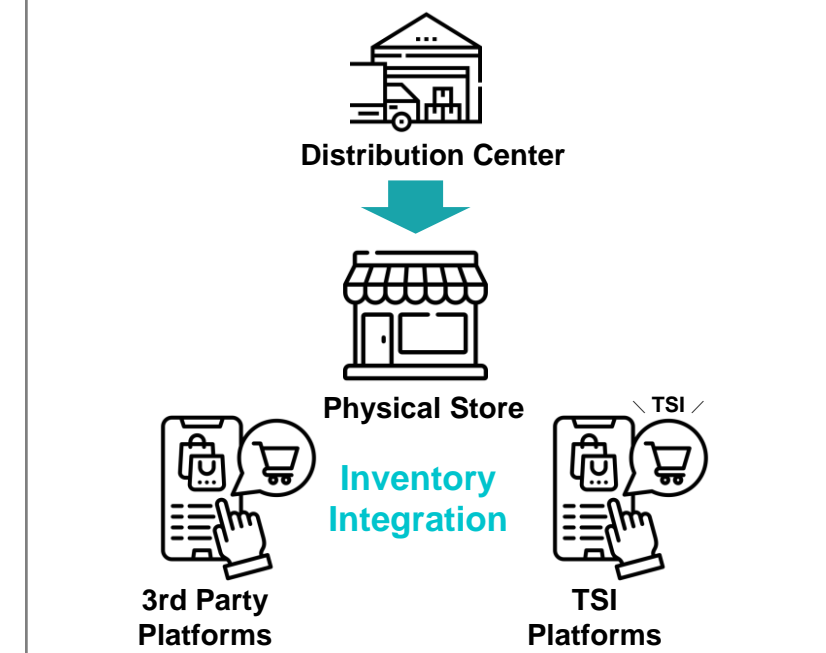 Distribution Center
Physical Store
TSI
Inventory
Integration
3rd Party
Platforms
TSI
Platforms